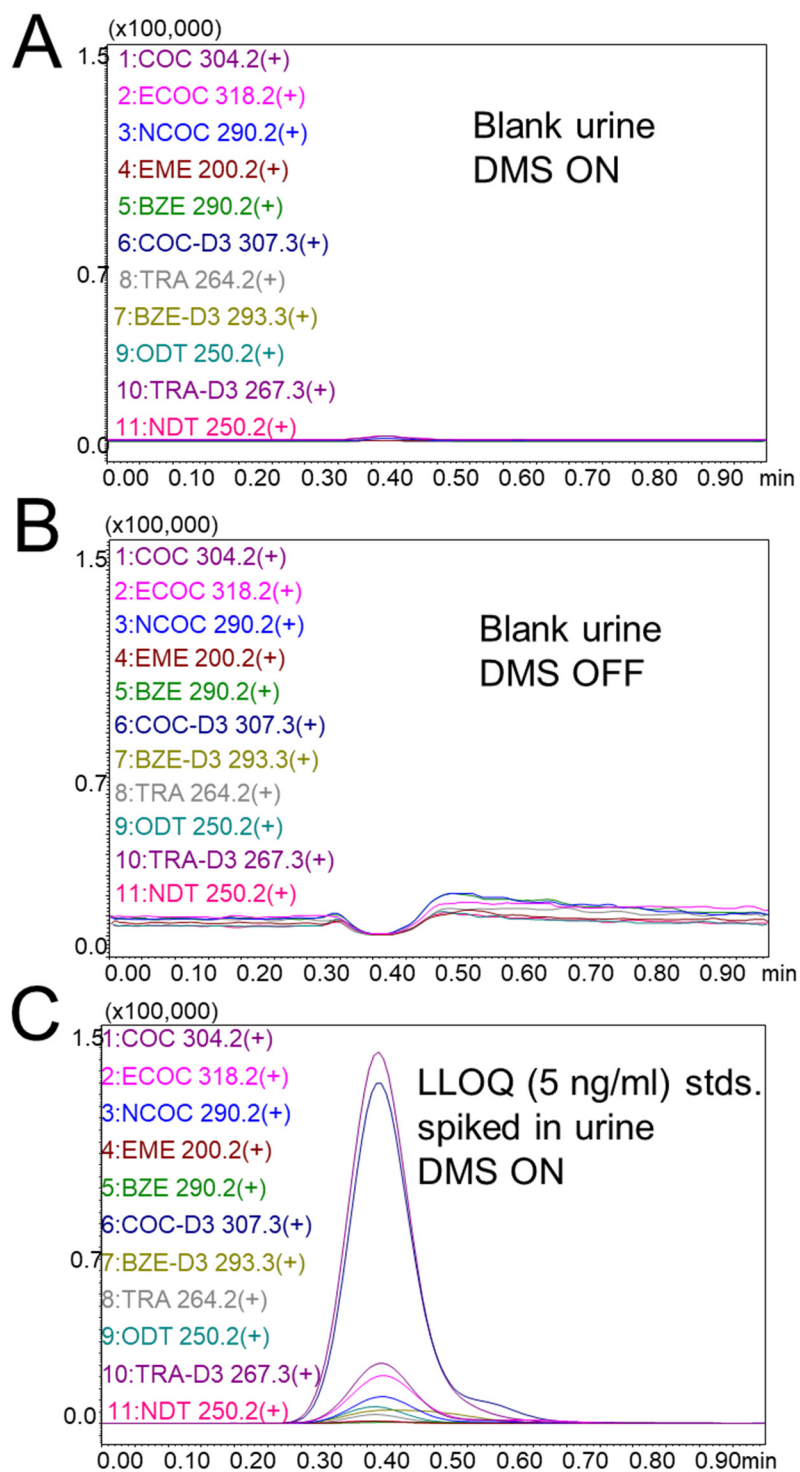 A
(x100,000)
1.5
1:COC 304.2(+)
2:ECOC 318.2(+)
3:NCOC 290.2(+)
4:EME 200.2(+)
5:BZE 290.2(+)
6:COC-D3 307.3(+)
0.7
8:TRA 264.2(+)
7:BZE-D3 293.3(+)
9:ODT 250.2(+)
10:TRA-D3 267.3(+)
11:NDT 250.2(+)
0.0
Blank urine
DMS ON
0.00 0.10 0.20 0.30 0.40 0.50 0.60 0.70 0.80 0.90 min
B
(x100,000)
1.5
1:COC 304.2(+)
2:ECOC 318.2(+)
3:NCOC 290.2(+)
4:EME 200.2(+)
5:BZE 290.2(+)
6:COC-D3 307.3(+)
7:BZE-D3 293.3(+)
0.7
8:TRA 264.2(+)
9:ODT 250.2(+)
10:TRA-D3 267.3(+)
11:NDT 250.2(+)
0.0
Blank urine
DMS OFF
0.00 0.10 0.20 0.30 0.40 0.50 0.60 0.70 0.80 0.90 min
C
(x100,000)
1.5
1:COC 304.2(+)
2:ECOC 318.2(+)
3:NCOC 290.2(+)
4:EME 200.2(+)
5:BZE 290.2(+)
6:COC-D3 307.3(+)
0.7
7:BZE-D3 293.3(+)
8:TRA 264.2(+)
9:ODT 250.2(+)
10:TRA-D3 267.3(+)
11:NDT 250.2(+)
0.0
LLOQ (5 ng/ml) stds.
spiked in urine
DMS ON
0.00 0.10 0.20 0.30 0.40 0.50 0.60 0.70 0.80 0.90min